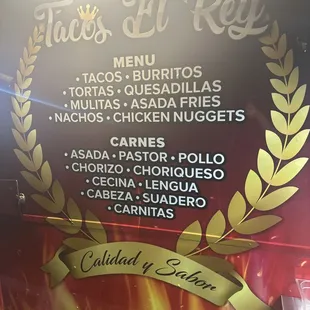 Tacos El Rey
MENU
• TACOS • BURRITOS
• TORTAS • QUESADILLAS
• MULITAS • ASADA FRIES
• NACHOS • CHICKEN NUGGETS
CARNES
• ASADA • PASTOR • POLLO
• CHORIZO • CHORIQUESO
• CECINA • LENGUA
• CABEZA • SUADERO
• CARNITAS
Calidad y Sabor